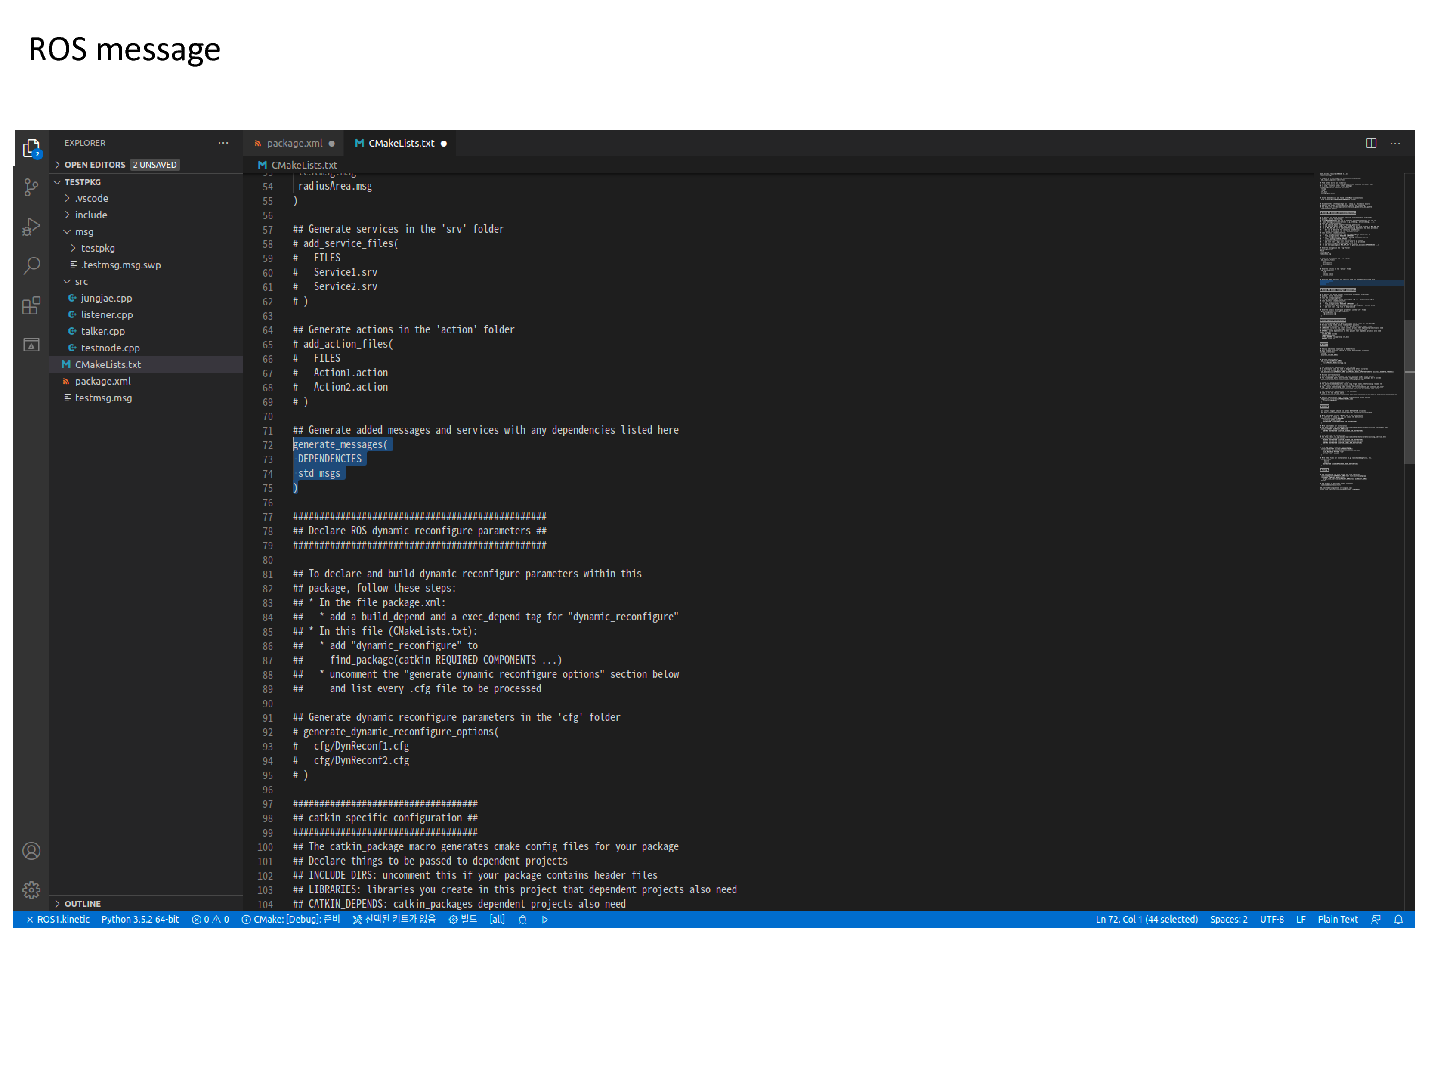 ROS message
EXPLORER
···
package.xml
CMakeLists.txt
OPEN EDITORS 2 UNSAVED
CMakeLists.txt
TESTPKG
.vscode
include
msg
testpkg
.testmsg.msg.swp
src
jungjae.cpp
listener.cpp
talker.cpp
testnode.cpp
CMakeLists.txt
package.xml
testmsg.msg
OUTLINE
54 radiusArea.msg
55 )
56
57 ## Generate services in the 'srv' folder
58 # add_service_files(
59 #   FILES
60 #   Service1.srv
61 #   Service2.srv
62 # )
63
64 ## Generate actions in the 'action' folder
65 # add_action_files(
66 #   FILES
67 #   Action1.action
68 #   Action2.action
69 # )
70
71 ## Generate added messages and services with any dependencies listed here
72 generate_messages(
73 DEPENDENCIES
74 std_msgs
75 )
76
77 ################################################
78 ## Declare ROS dynamic reconfigure parameters ##
79 ################################################
80
81 ## To declare and build dynamic reconfigure parameters within this
82 ## package, follow these steps:
83 ## * In the file package.xml:
84 ##   * add a build_depend and a exec_depend tag for "dynamic_reconfigure"
85 ## * In this file (CMakeLists.txt):
86 ##   * add "dynamic_reconfigure" to
87 ##     find_package(catkin REQUIRED COMPONENTS ...)
88 ##   * uncomment the "generate dynamic reconfigure options" section below
89 ##     and list every .cfg file to be processed
90
91 ## Generate dynamic reconfigure parameters in the 'cfg' folder
92 # generate_dynamic_reconfigure_options(
93 #   cfg/DynReconf1.cfg
94 #   cfg/DynReconf2.cfg
95 # )
96
97 ###################################
98 ## catkin specific configuration ##
99 ###################################
100 ## The catkin_package macro generates cmake config files for your package
101 ## Declare things to be passed to dependent projects
102 ## INCLUDE_DIRS: uncomment this if your package contains header files
103 ## LIBRARIES: libraries you create in this project that dependent projects also need
104 ## CATKIN_DEPENDS: catkin_packages dependent projects also need
ROS1.kinetic Python 3.5.2 64-bit 0 0 CMake: [Debug]: 준비 선택된 키트가 없음 빌드 [all] Ln 72, Col 1 (44 selected) Spaces: 2 UTF-8 LF Plain Text